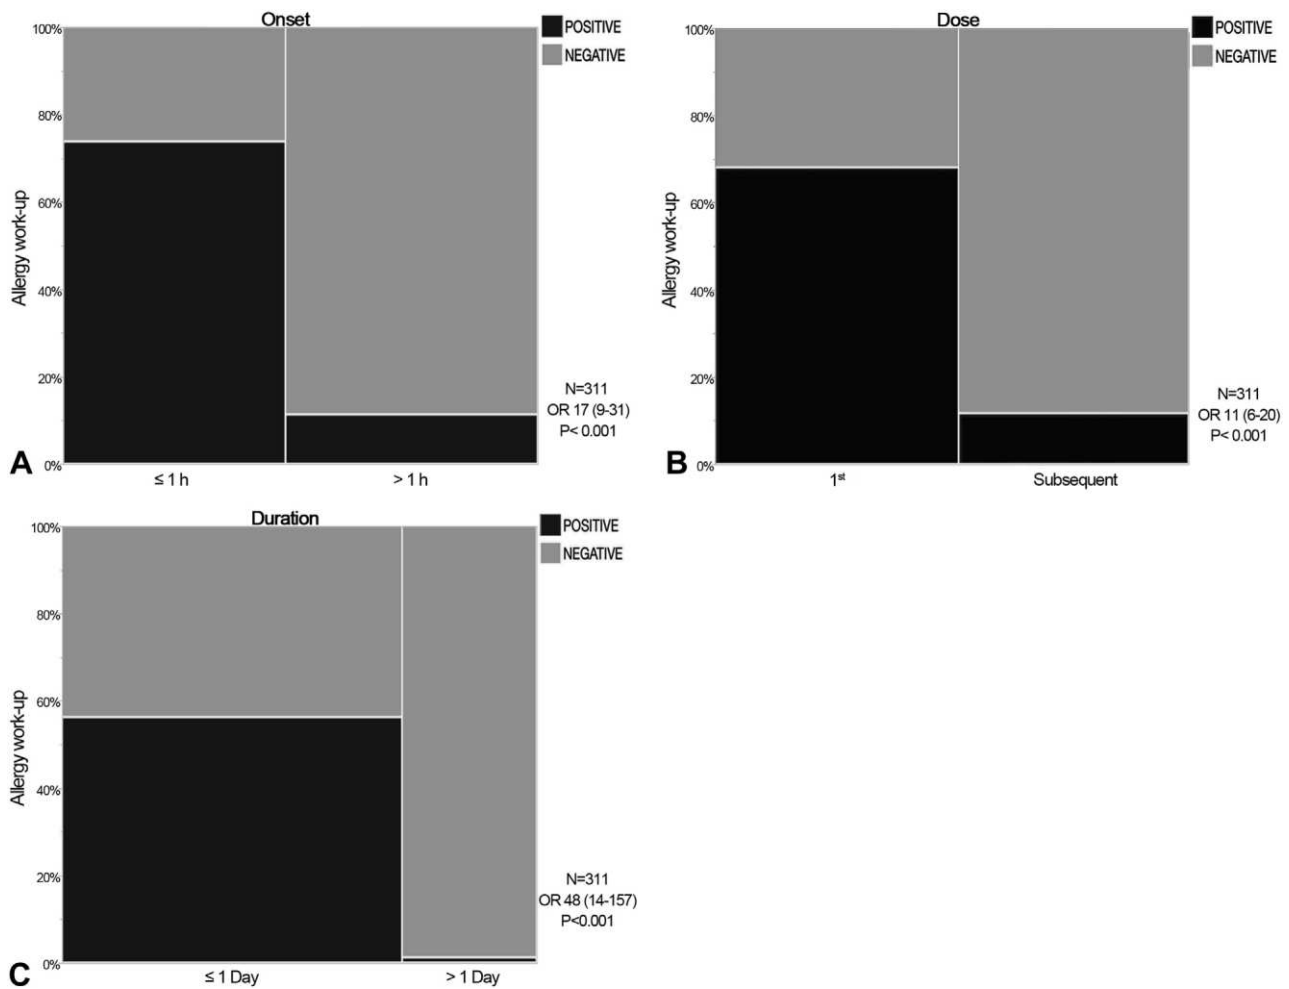 Onset
POSITIVE
NEGATIVE
100%
80%
60%
40%
20%
0%
Allergy work-up
N=311
OR 17 (9-31)
P< 0.001
A
≤ 1 h
> 1 h
Dose
POSITIVE
NEGATIVE
100%
80%
60%
40%
20%
0%
Allergy work-up
N=311
OR 11 (6-20)
P< 0.001
B
1st
Subsequent
Duration
POSITIVE
NEGATIVE
100%
80%
60%
40%
20%
0%
Allergy work-up
N=311
OR 48 (14-157)
P<0.001
C
≤ 1 Day
> 1 Day